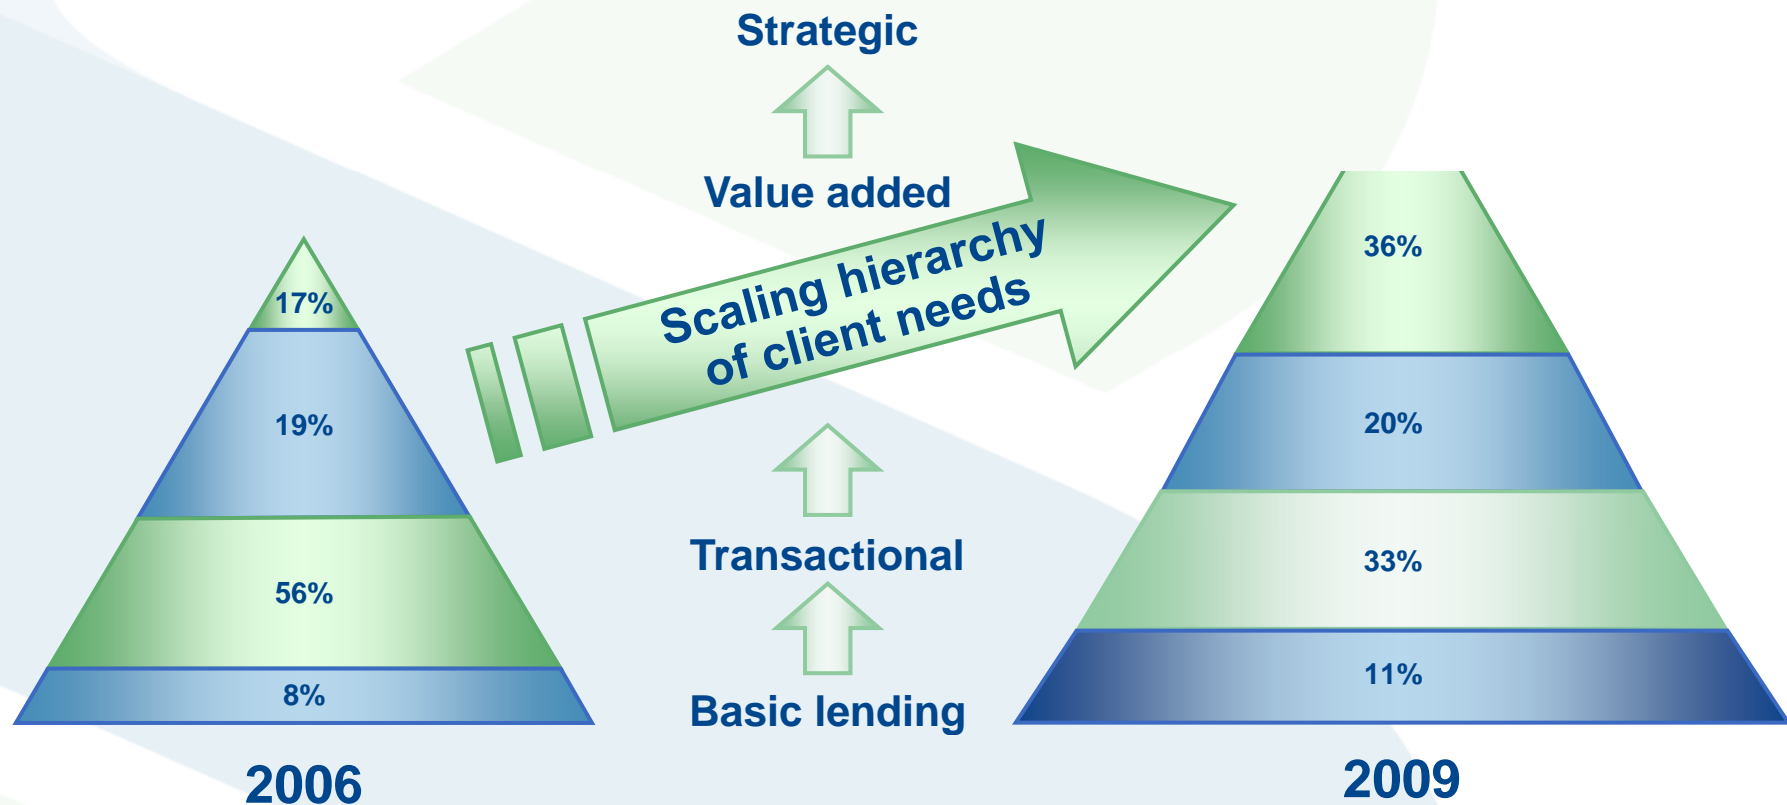 Strategic
Value added
Scaling hierarchy
of client needs
Transactional
Basic lending
17%
19%
56%
8%
2006
36%
20%
33%
11%
2009